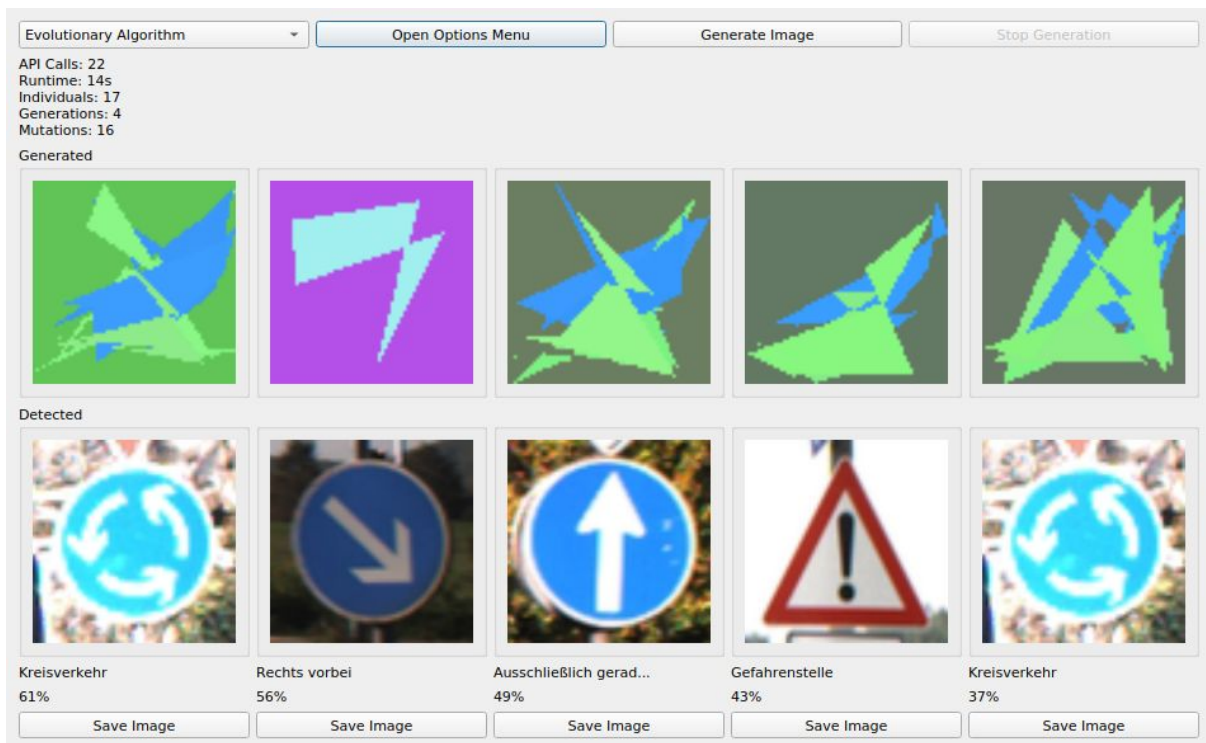 Evolutionary Algorithm Open Options Menu Generate Image Stop Generation
API Calls: 22
Runtime: 14s
Individuals: 17
Generations: 4
Mutations: 16
Generated
Detected
Kreisverkehr Rechts vorbei Ausschließlich gerad... Gefahrenstelle Kreisverkehr
61% 56% 49% 43% 37%
Save Image Save Image Save Image Save Image Save Image